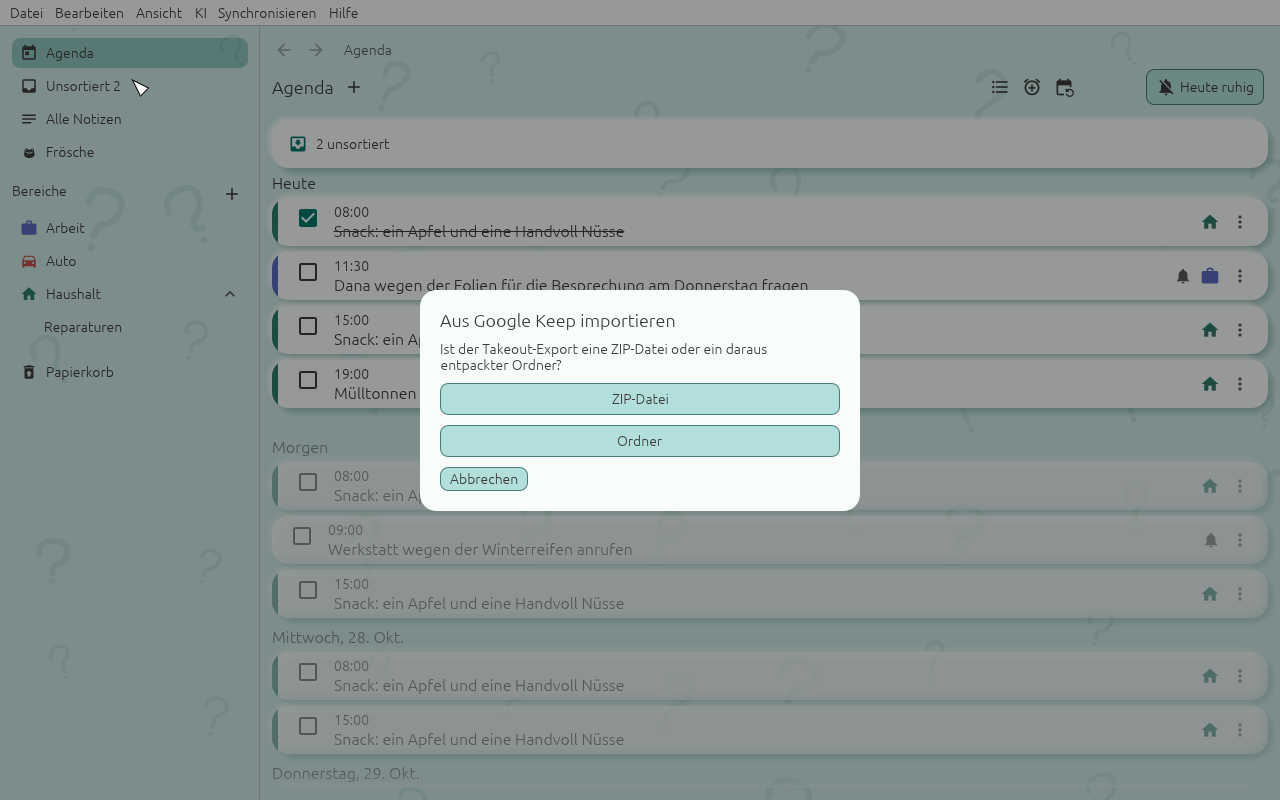 Datei Bearbeiten Ansicht KI Synchronisieren Hilfe
Agenda
Unsortiert 2
Alle Notizen
Frösche
Bereiche
Arbeit
Auto
Haushalt
Reparaturen
Papierkorb
Agenda
Agenda
Heute ruhig
2 unsortiert
Heute
08:00
Snack: ein Apfel und eine Handvoll Nüsse
11:30
Dana wegen der Folien für die Besprechung am Donnerstag fragen
15:00
Snack: ein Ap
19:00
Mülltonnen
Aus Google Keep importieren
Ist der Takeout-Export eine ZIP-Datei oder ein daraus
entpackter Ordner?
ZIP-Datei
Ordner
Abbrechen
Morgen
08:00
Snack: ein Ap
09:00
Werkstatt wegen der Winterreifen anrufen
15:00
Snack: ein Apfel und eine Handvoll Nüsse
Mittwoch, 28. Okt.
08:00
Snack: ein Apfel und eine Handvoll Nüsse
15:00
Snack: ein Apfel und eine Handvoll Nüsse
Donnerstag, 29. Okt.